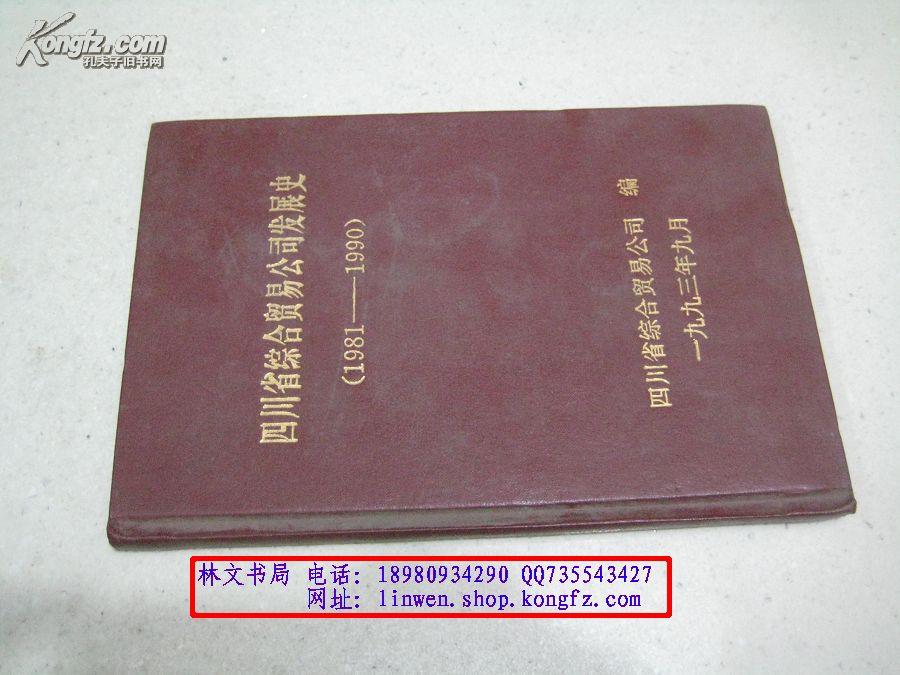 Kongfz.com
孔夫子旧书网
四川省综合贸易公司发展史
(1981——1990)
四川省综合贸易公司 编
一九九三年九月
林文书局 电话: 18980934290 QQ735543427
网址: linwen.shop.kongfz.com